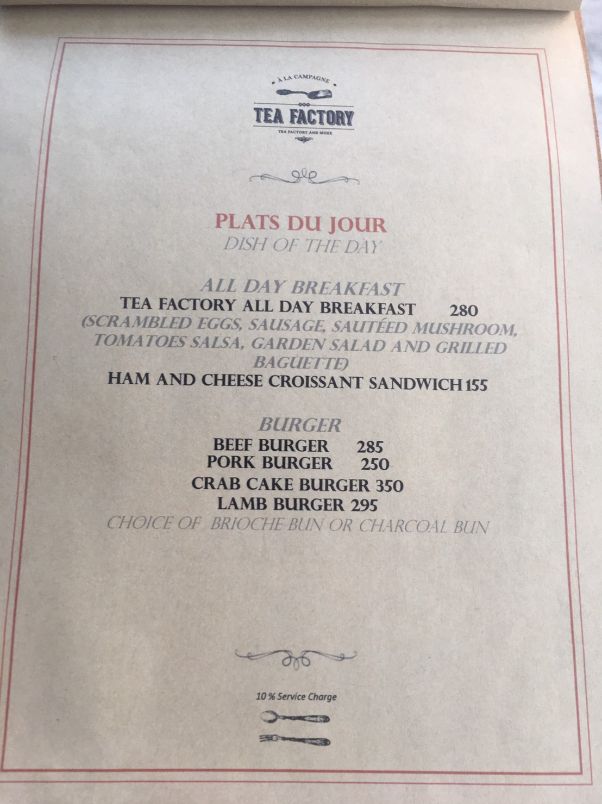 À LA CAMPAGNE
TEA FACTORY
TEA FACTORY AND MORE
PLATS DU JOUR
DISH OF THE DAY
ALL DAY BREAKFAST
TEA FACTORY ALL DAY BREAKFAST 280
(SCRAMBLED EGGS, SAUSAGE, SAUTÉED MUSHROOM,
TOMATOES SALSA, GARDEN SALAD AND GRILLED
BAGUETTE)
HAM AND CHEESE CROISSANT SANDWICH 155
BURGER
BEEF BURGER 285
PORK BURGER 250
CRAB CAKE BURGER 350
LAMB BURGER 295
CHOICE OF BRIOCHE BUN OR CHARCOAL BUN
10 % Service Charge